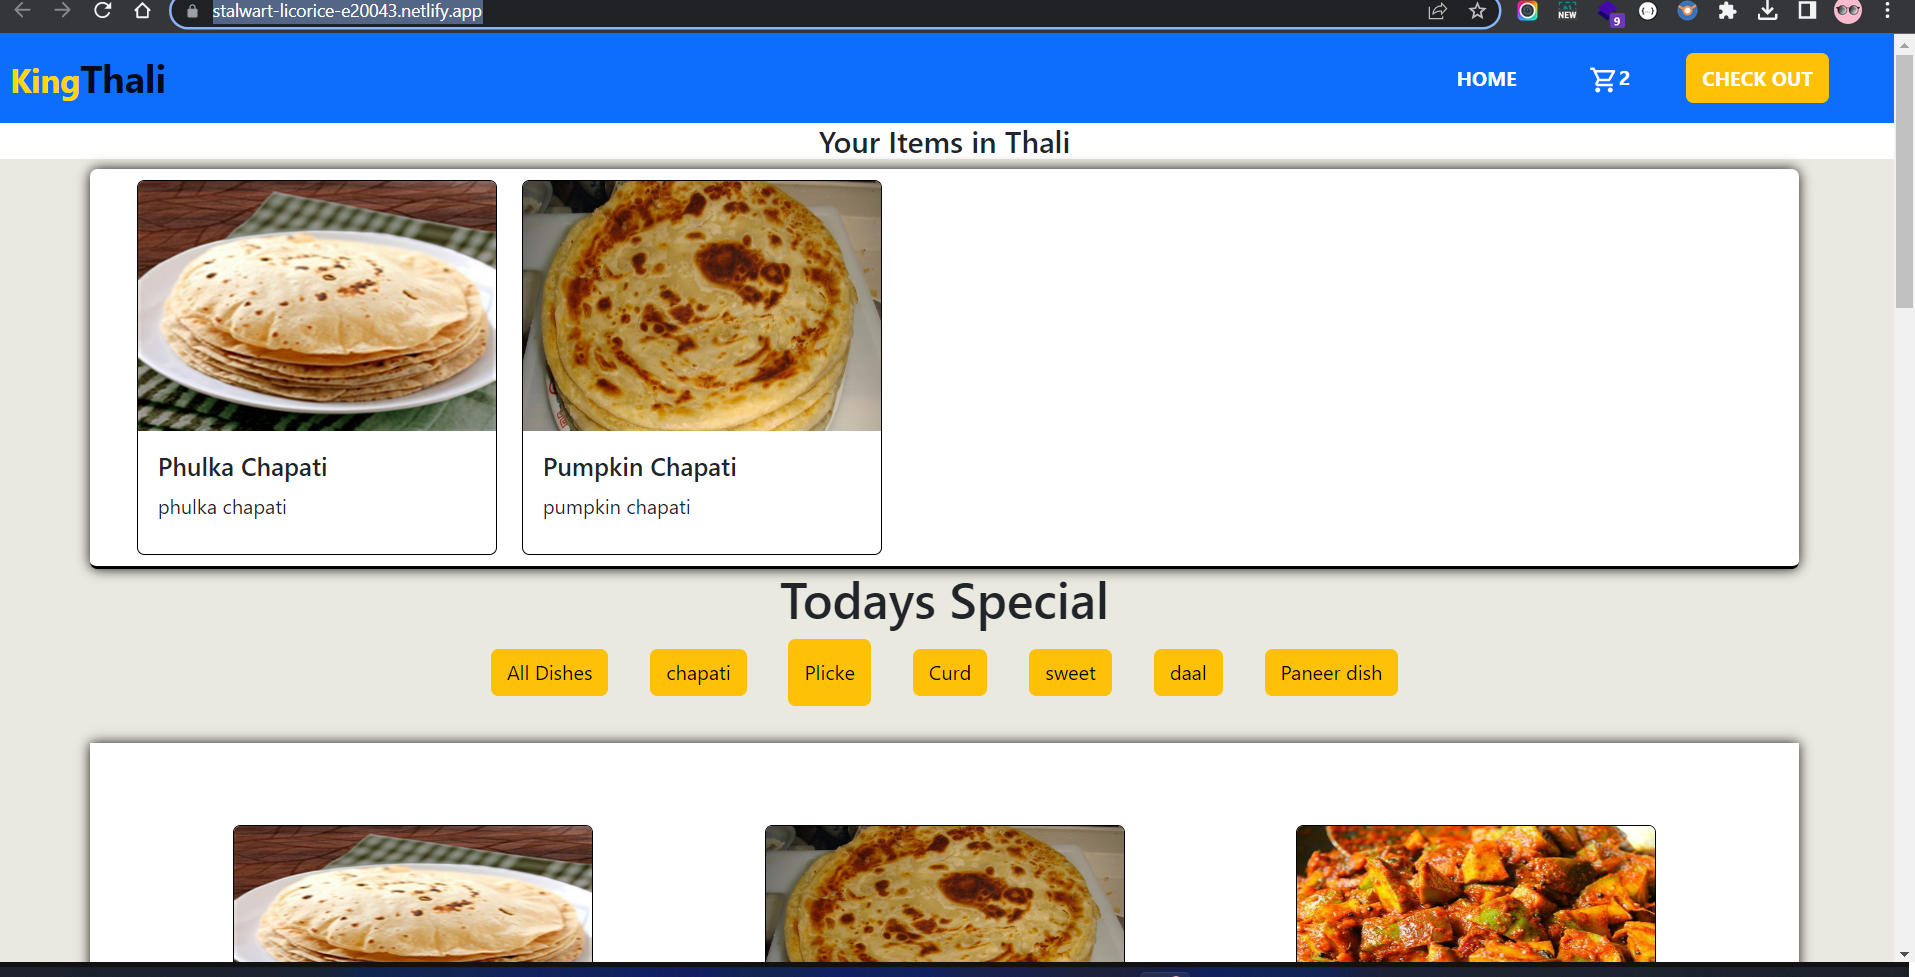 stalwart-licorice-e20043.netlify.app
NEW
9
KingThali
HOME
2
CHECK OUT
Your Items in Thali
Phulka Chapati
phulka chapati
Pumpkin Chapati
pumpkin chapati
Todays Special
All Dishes
chapati
Plicke
Curd
sweet
daal
Paneer dish